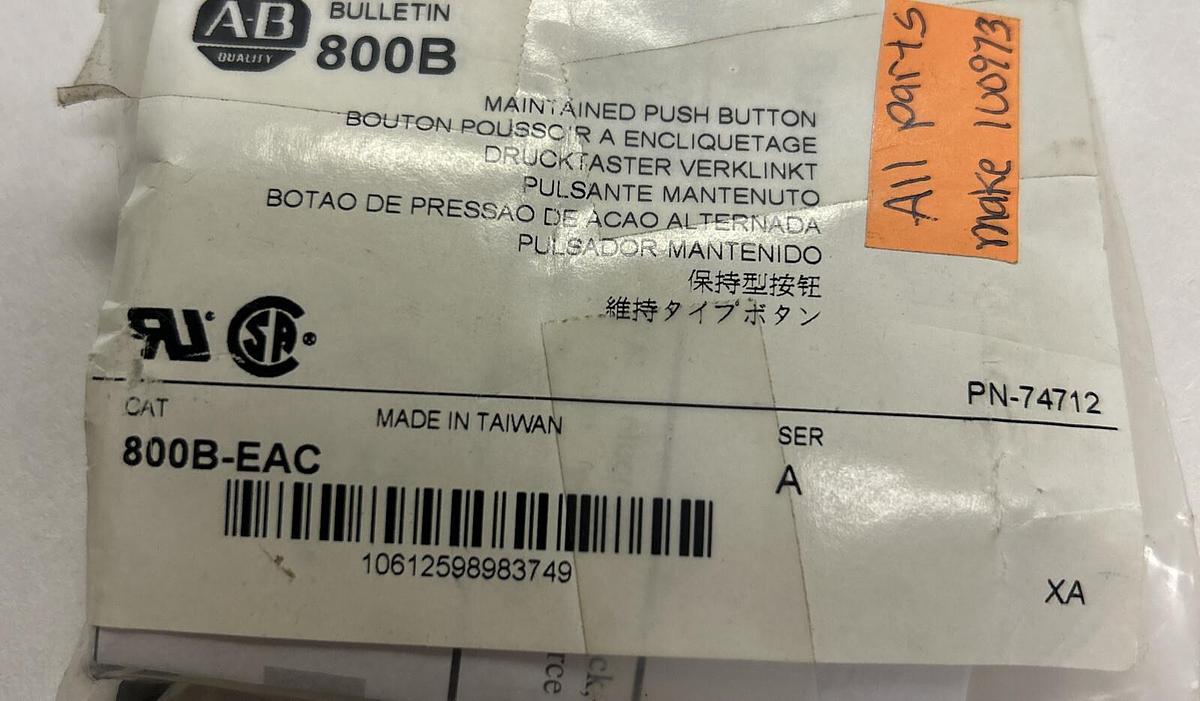 A-B
QUALITY
BULLETIN
800B
MAINTAINED PUSH BUTTON
BOUTON POUSSOIR A ENCLIQUETAGE
DRUCKTASTER VERKLINKT
PULSANTE MANTENUTO
BOTAO DE PRESSAO DE ACAO ALTERNADA
PULSADOR MANTENIDO
保持型按钮
維持タイプボタン
All parts
make 100973
PN-74712
CAT
MADE IN TAIWAN
SER
800B-EAC
A
10612598983749
XA